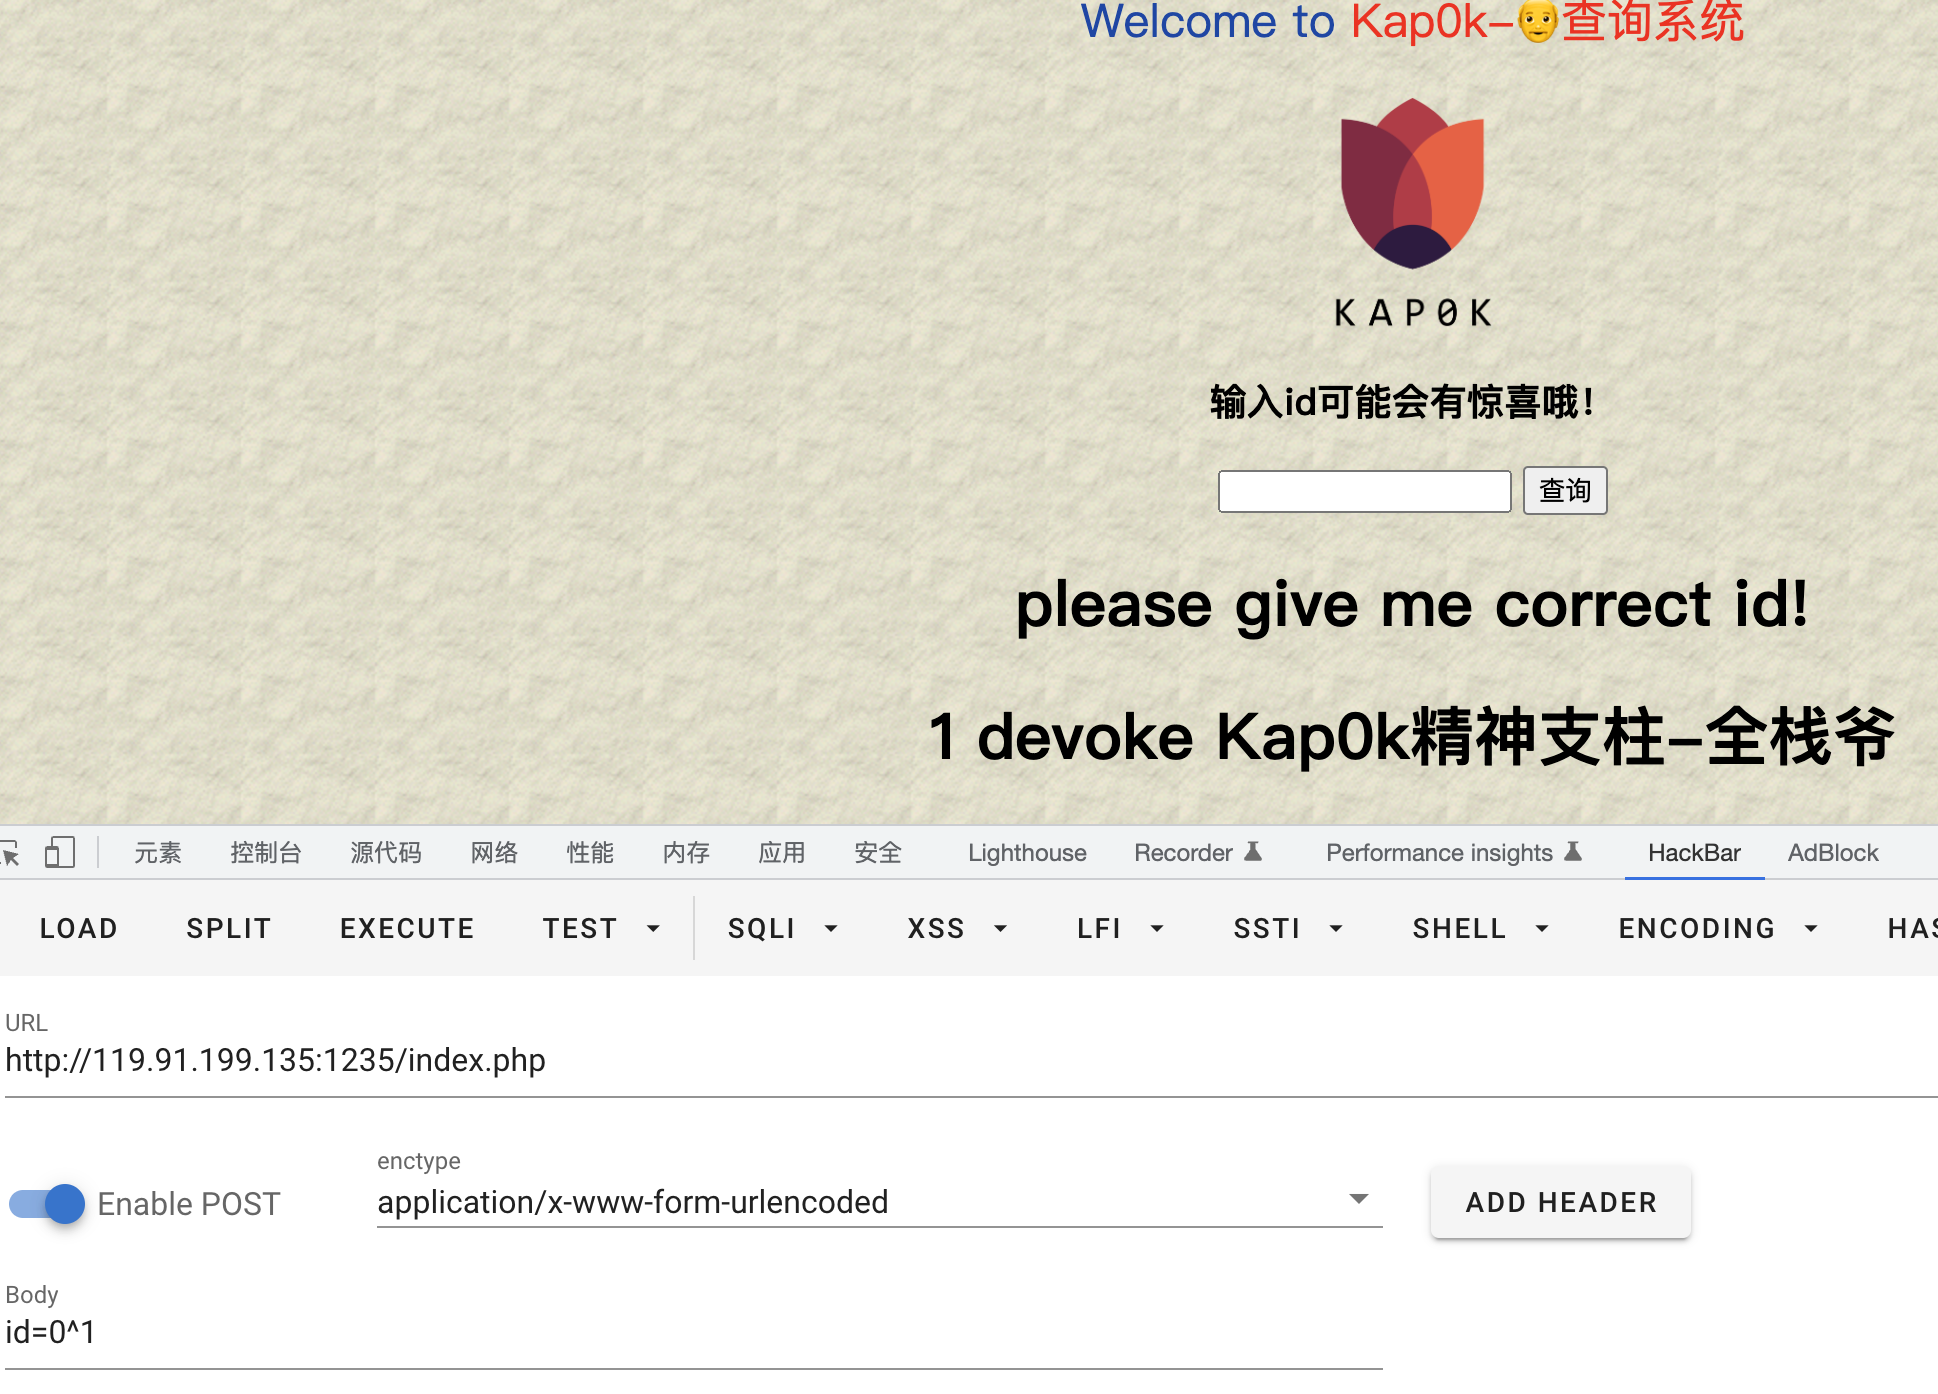 Welcome to Kap0k-👨‍🦲查询系统
KAP0K
输入id可能会有惊喜哦!
查询
please give me correct id!
1 devoke Kap0k精神支柱-全栈爷
元素 控制台 源代码 网络 性能 内存 应用 安全 Lighthouse Recorder Performance insights HackBar AdBlock
LOAD SPLIT EXECUTE TEST SQLI XSS LFI SSTI SHELL ENCODING HAS
URL
http://119.91.199.135:1235/index.php
enctype
Enable POST application/x-www-form-urlencoded ADD HEADER
Body
id=0^1